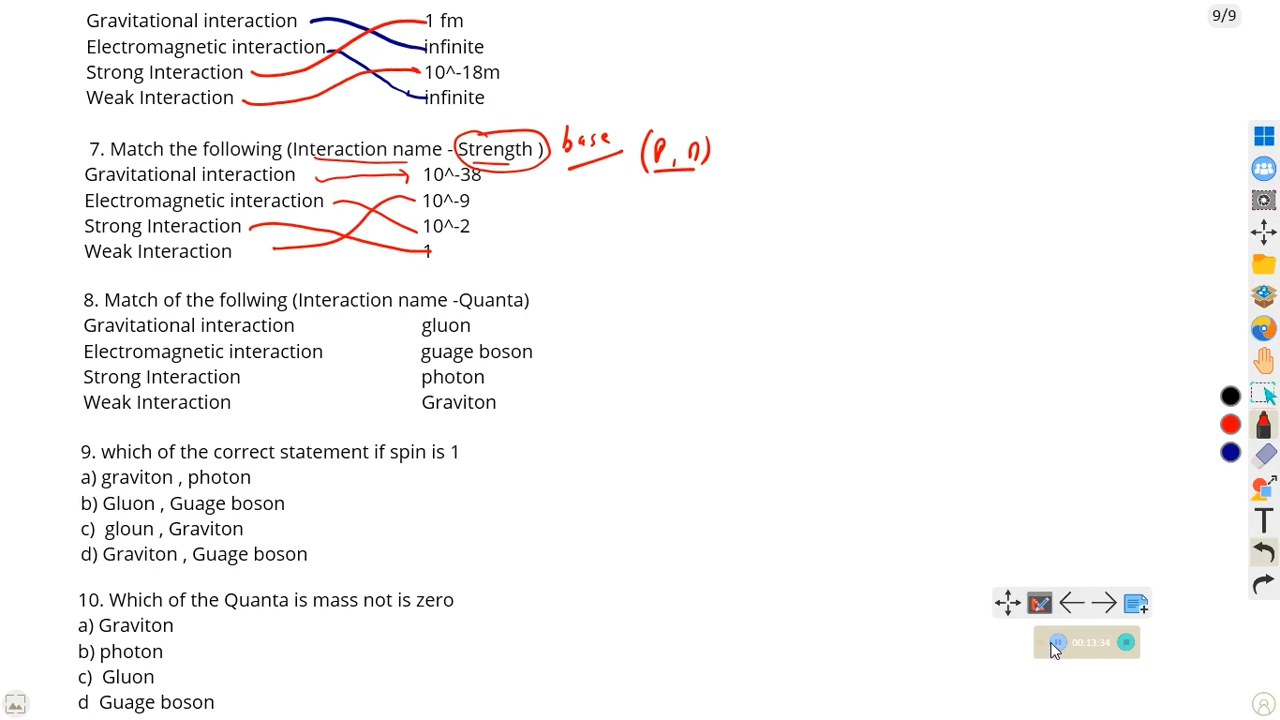 9/9
Gravitational interaction 1 fm
Electromagnetic interaction infinite
Strong Interaction 10^-18m
Weak Interaction infinite
7. Match the following (Interaction name - Strength ) base (P, n)
Gravitational interaction 10^-38
Electromagnetic interaction 10^-9
Strong Interaction 10^-2
Weak Interaction 1
8. Match of the follwing (Interaction name -Quanta)
Gravitational interaction gluon
Electromagnetic interaction guage boson
Strong Interaction photon
Weak Interaction Graviton
9. which of the correct statement if spin is 1
a) graviton , photon
b) Gluon , Guage boson
c) gloun , Graviton
d) Graviton , Guage boson
10. Which of the Quanta is mass not is zero
a) Graviton
b) photon
c) Gluon
d Guage boson
00:13:34
T